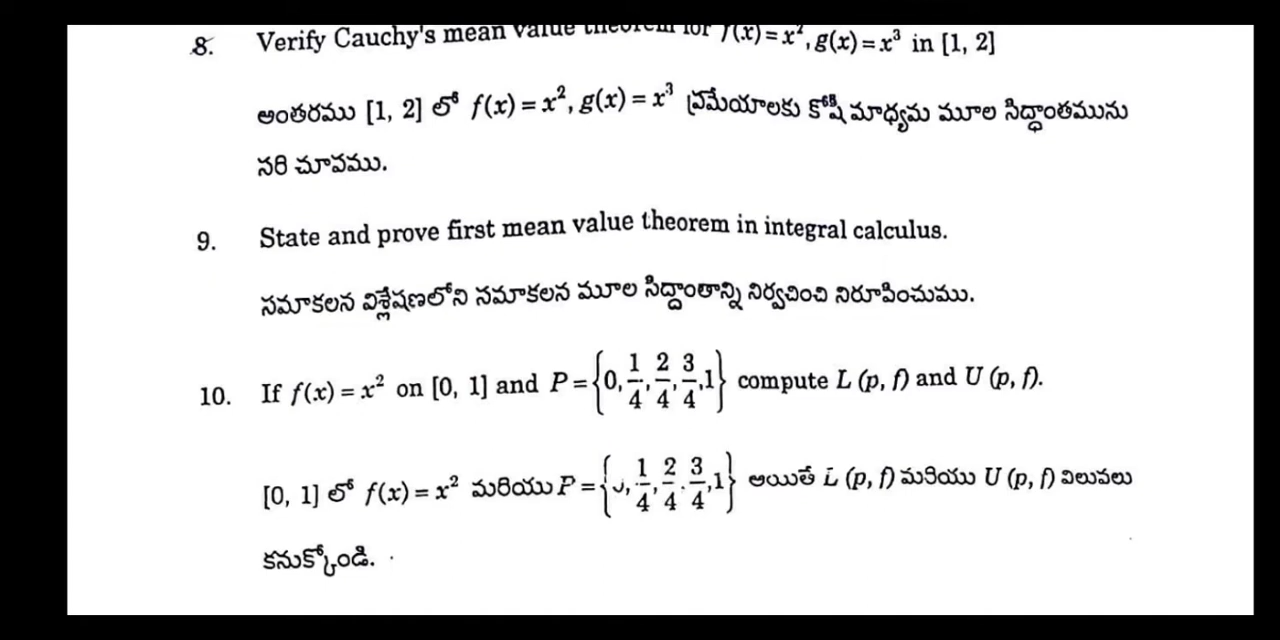 8. Verify Cauchy's mean value theorem for f(x) = x², g(x) = x³ in [1, 2]
అంతరము [1, 2] లో f(x) = x², g(x) = x³ ప్రమేయాలకు కోషీ మాధ్యమ మూల సిద్ధాంతమును
సరి చూపము.
9. State and prove first mean value theorem in integral calculus.
సమాకలన విశ్లేషణలోని సమాకలన మూల సిద్ధాంతాన్ని నిర్వచించి నిరూపించుము.
10. If f(x) = x² on [0, 1] and P = {0, 1/4, 2/4, 3/4, 1} compute L (p, f) and U (p, f).
[0, 1] లో f(x) = x² మరియు P = { , 1/4, 2/4, 3/4, 1} అయితే L (p, f) మరియు U (p, f) విలువలు
కనుక్కోండి.